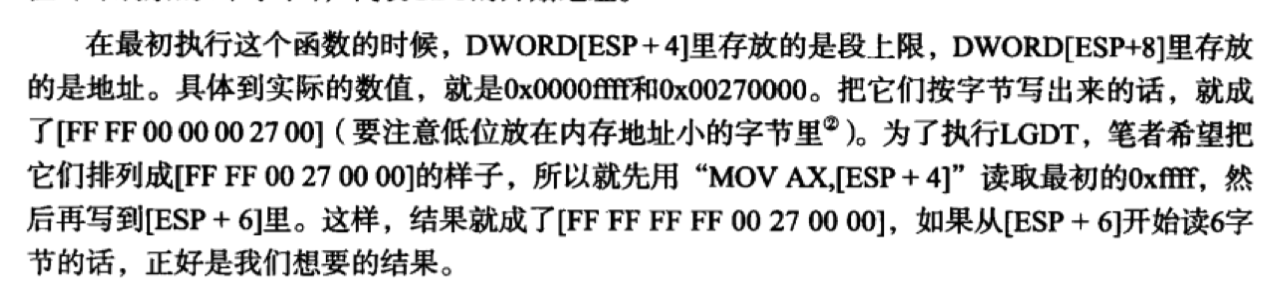 在最初执行这个函数的时候，DWORD[ESP + 4]里存放的是段上限，DWORD[ESP+8]里存放
的是地址。具体到实际的数值，就是0x0000ffff和0x00270000。把它们按字节写出来的话，就成
了[FF FF 00 00 00 27 00]（要注意低位放在内存地址小的字节里②）。为了执行LGDT，笔者希望把
它们排列成[FF FF 00 27 00 00]的样子，所以就先用“MOV AX,[ESP + 4]”读取最初的0xffff，然
后再写到[ESP + 6]里。这样，结果就成了[FF FF FF FF 00 27 00 00]，如果从[ESP + 6]开始读6字
节的话，正好是我们想要的结果。